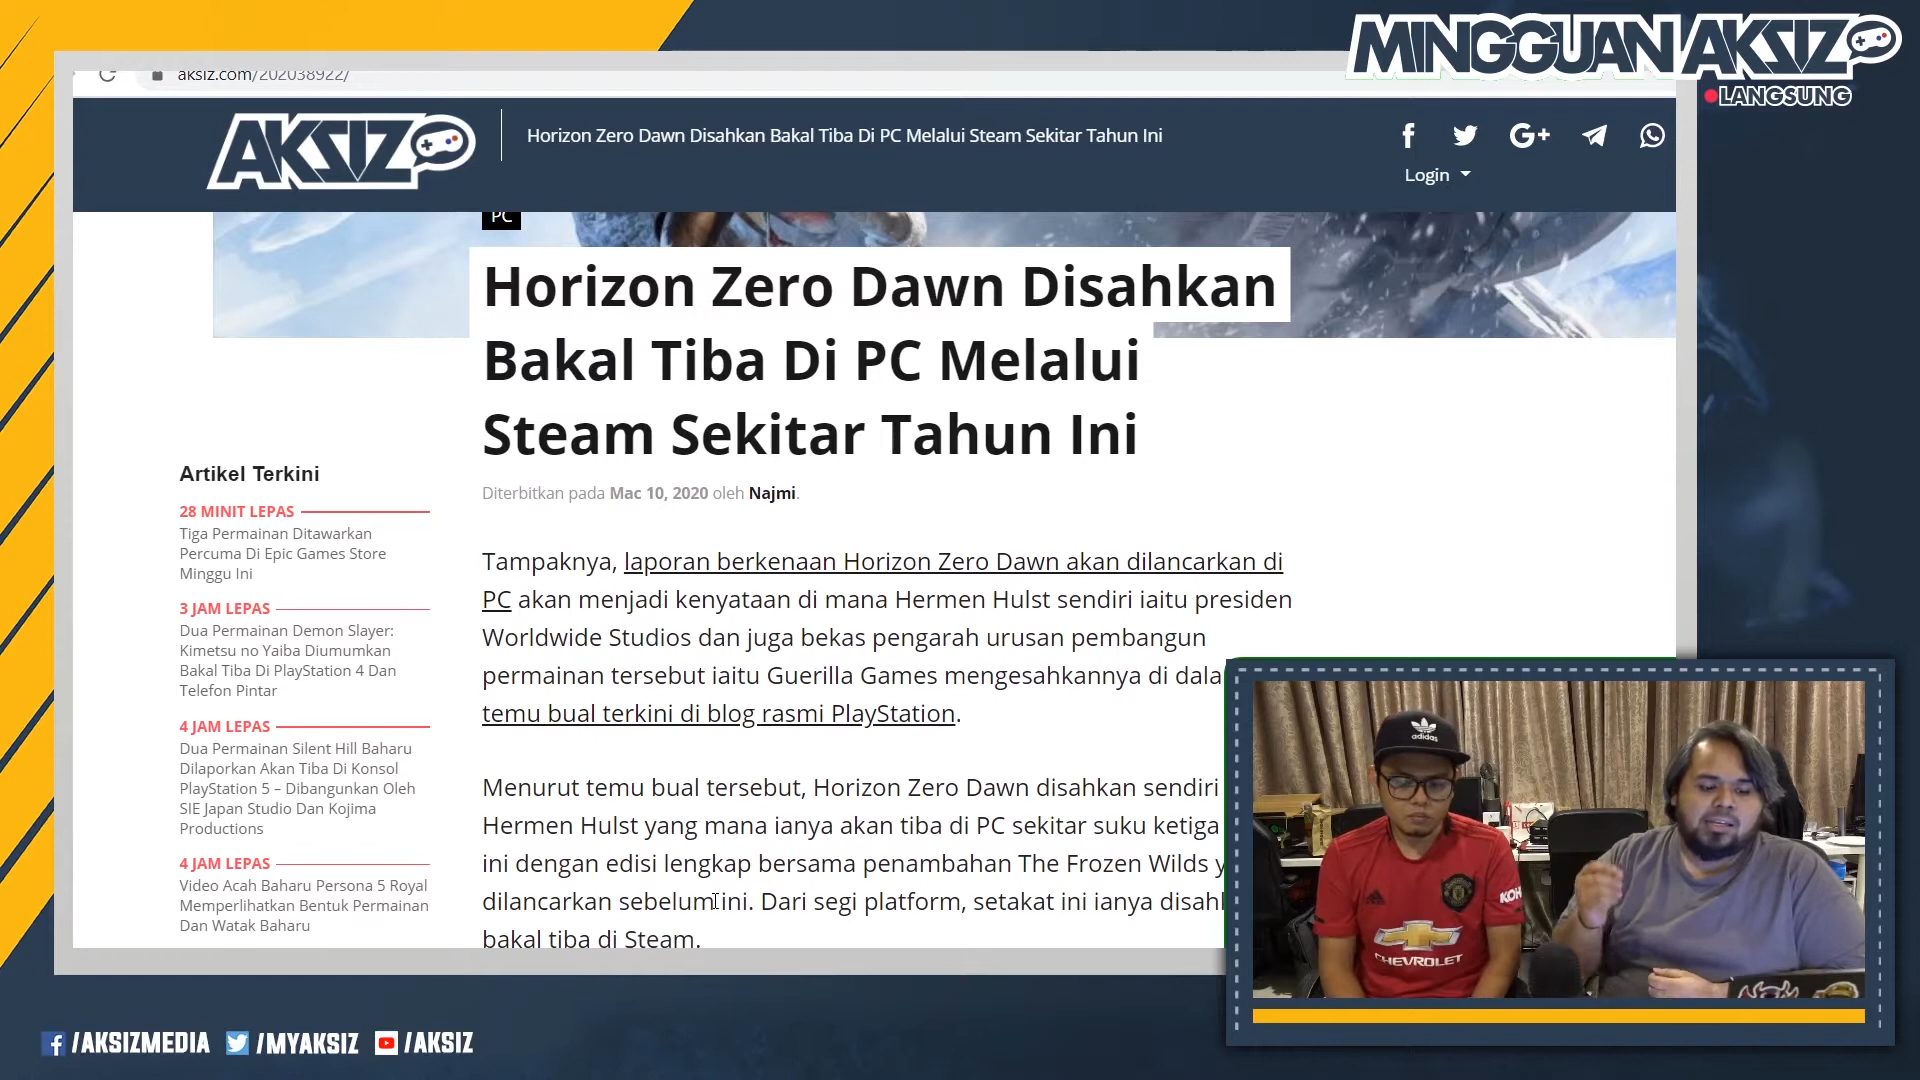 MINGGUAN AKSIZ
LANGSUNG
aksiz.com/202038922/
AKSIZ
Horizon Zero Dawn Disahkan Bakal Tiba Di PC Melalui Steam Sekitar Tahun Ini
Login
PC
Horizon Zero Dawn Disahkan
Bakal Tiba Di PC Melalui
Steam Sekitar Tahun Ini
Diterbitkan pada Mac 10, 2020 oleh Najmi.
Tampaknya, laporan berkenaan Horizon Zero Dawn akan dilancarkan di
PC akan menjadi kenyataan di mana Hermen Hulst sendiri iaitu presiden
Worldwide Studios dan juga bekas pengarah urusan pembangun
permainan tersebut iaitu Guerilla Games mengesahkannya di dala
temu bual terkini di blog rasmi PlayStation.
Menurut temu bual tersebut, Horizon Zero Dawn disahkan sendiri
Hermen Hulst yang mana ianya akan tiba di PC sekitar suku ketiga
ini dengan edisi lengkap bersama penambahan The Frozen Wilds y
dilancarkan sebelum ini. Dari segi platform, setakat ini ianya disahk
bakal tiba di Steam.
Artikel Terkini
28 MINIT LEPAS
Tiga Permainan Ditawarkan
Percuma Di Epic Games Store
Minggu Ini
3 JAM LEPAS
Dua Permainan Demon Slayer:
Kimetsu no Yaiba Diumumkan
Bakal Tiba Di PlayStation 4 Dan
Telefon Pintar
4 JAM LEPAS
Dua Permainan Silent Hill Baharu
Dilaporkan Akan Tiba Di Konsol
PlayStation 5 – Dibangunkan Oleh
SIE Japan Studio Dan Kojima
Productions
4 JAM LEPAS
Video Acah Baharu Persona 5 Royal
Memperlihatkan Bentuk Permainan
Dan Watak Baharu
adidas
KOH
CHEVROLET
/AKSIZMEDIA /MYAKSIZ /AKSIZ